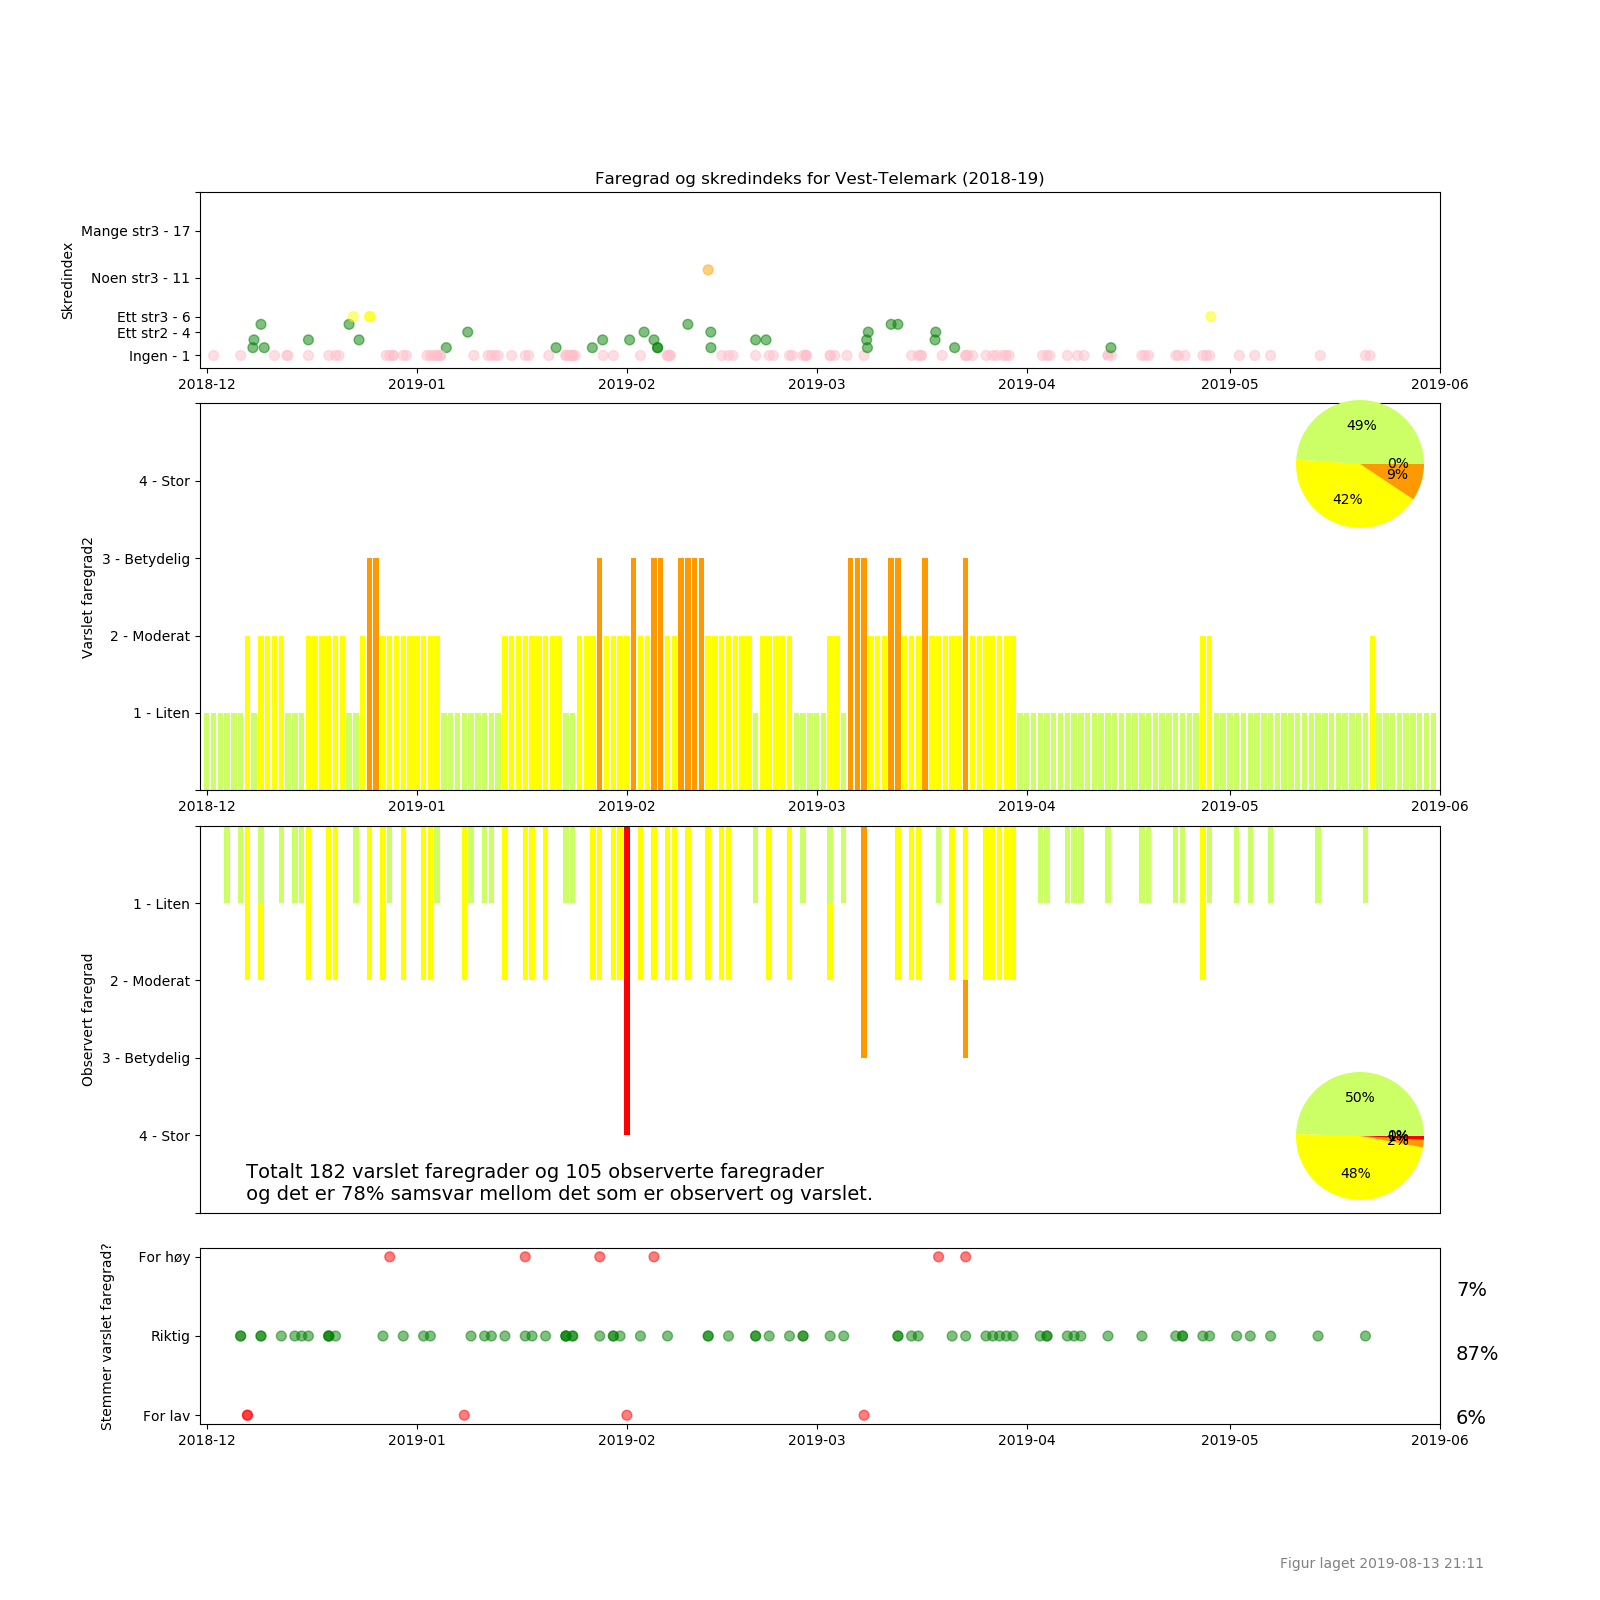 Faregrad og skredindeks for Vest-Telemark (2018-19)
Skredindex
Mange str3 - 17
Noen str3 - 11
Ett str3 - 6
Ett str2 - 4
Ingen - 1
2018-12 2019-01 2019-02 2019-03 2019-04 2019-05 2019-06
Varslet faregrad2
4 - Stor
3 - Betydelig
2 - Moderat
1 - Liten
49%
0%
9%
42%
2018-12 2019-01 2019-02 2019-03 2019-04 2019-05 2019-06
Observert faregrad
1 - Liten
2 - Moderat
3 - Betydelig
4 - Stor
50%
2%
48%
Totalt 182 varslet faregrader og 105 observerte faregrader
og det er 78% samsvar mellom det som er observert og varslet.
Stemmer varslet faregrad?
For høy
Riktig
For lav
7%
87%
6%
2018-12 2019-01 2019-02 2019-03 2019-04 2019-05 2019-06
Figur laget 2019-08-13 21:11